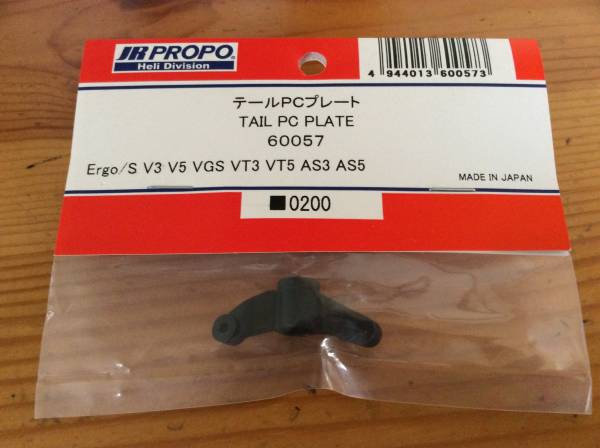 JR PROPO
Heli Division
4 944013 600573
テールPCプレート
TAIL PC PLATE
60057
Ergo/S V3 V5 VGS VT3 VT5 AS3 AS5
MADE IN JAPAN
■0200